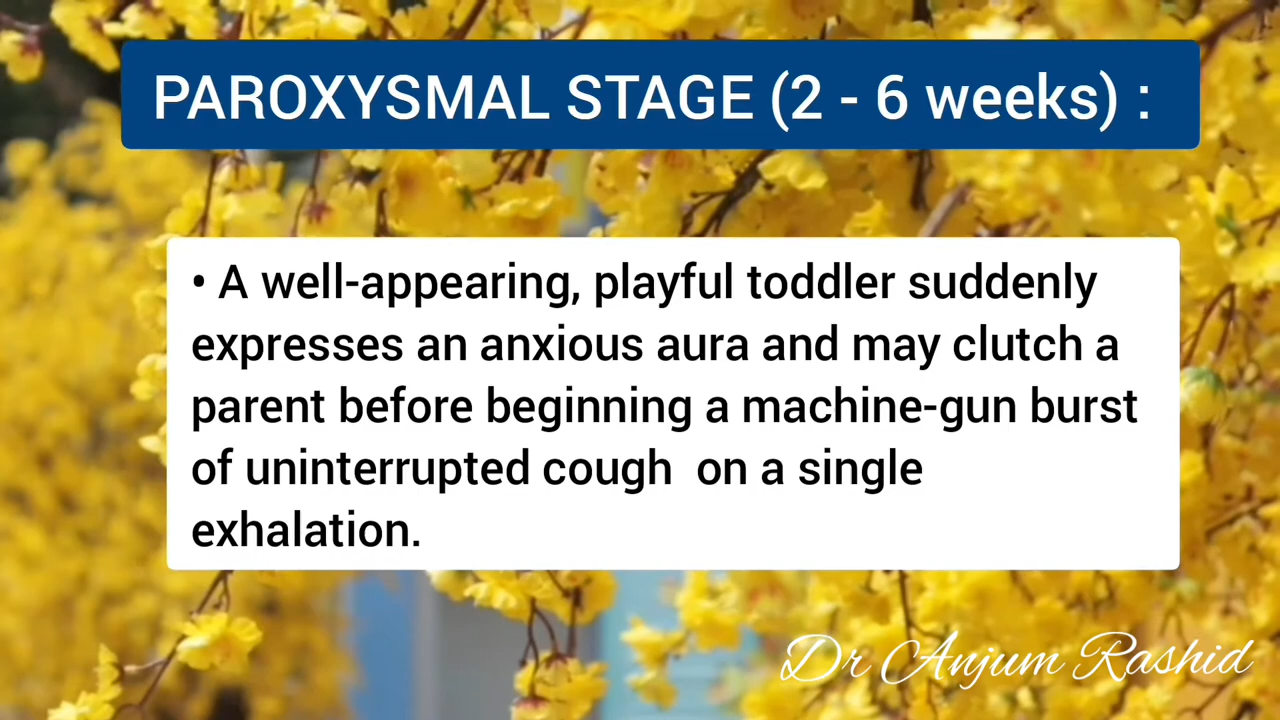 PAROXYSMAL STAGE (2 - 6 weeks) :
• A well-appearing, playful toddler suddenly
expresses an anxious aura and may clutch a
parent before beginning a machine-gun burst
of uninterrupted cough  on a single
exhalation.
Dr Anjum Rashid